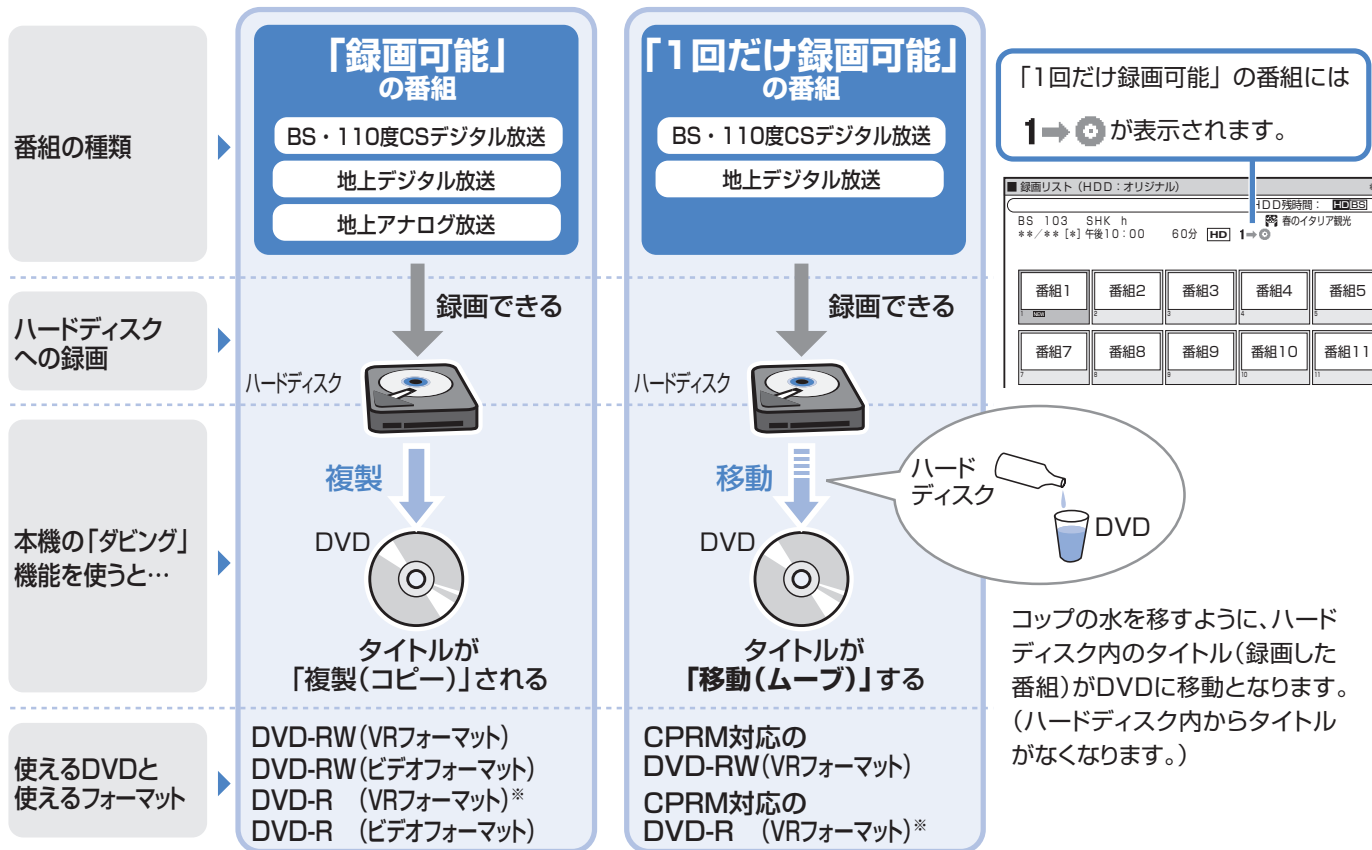 番組の種類
「録画可能」
の番組
BS・110度CSデジタル放送
地上デジタル放送
地上アナログ放送
「1回だけ録画可能」
の番組
BS・110度CSデジタル放送
地上デジタル放送
「1回だけ録画可能」の番組には
1➡が表示されます。
■ 録画リスト（HDD：オリジナル）
HDD残時間： HD BS
BS 103 SHK h 春のイタリア観光
**/** [*] 午後10：00 60分 HD 1➡
番組1 番組2 番組3 番組4 番組5
1 NEW 2 3 4 5
番組7 番組8 番組9 番組10 番組11
7 8 9 10 11
ハードディスク
への録画
録画できる
ハードディスク
録画できる
ハードディスク
本機の「ダビング」
機能を使うと…
複製
DVD
タイトルが
「複製（コピー）」される
移動
DVD
タイトルが
「移動（ムーブ）」する
ハード
ディスク
DVD
コップの水を移すように、ハード
ディスク内のタイトル（録画した
番組）がDVDに移動となります。
（ハードディスク内からタイトル
がなくなります。）
使えるDVDと
使えるフォーマット
DVD-RW（VRフォーマット）
DVD-RW（ビデオフォーマット）
DVD-R （VRフォーマット）※
DVD-R （ビデオフォーマット）
CPRM対応の
DVD-RW（VRフォーマット）
CPRM対応の
DVD-R （VRフォーマット）※